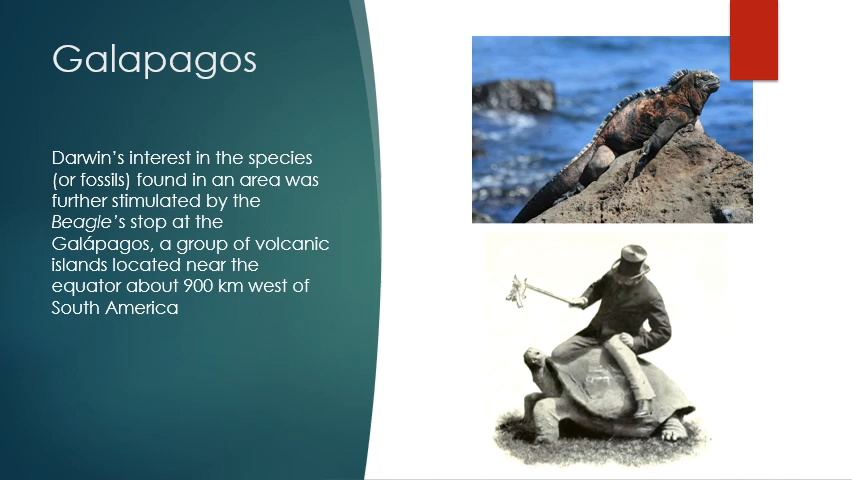 Galapagos
Darwin's interest in the species
(or fossils) found in an area was
further stimulated by the
Beagle's stop at the
Galápagos, a group of volcanic
islands located near the
equator about 900 km west of
South America